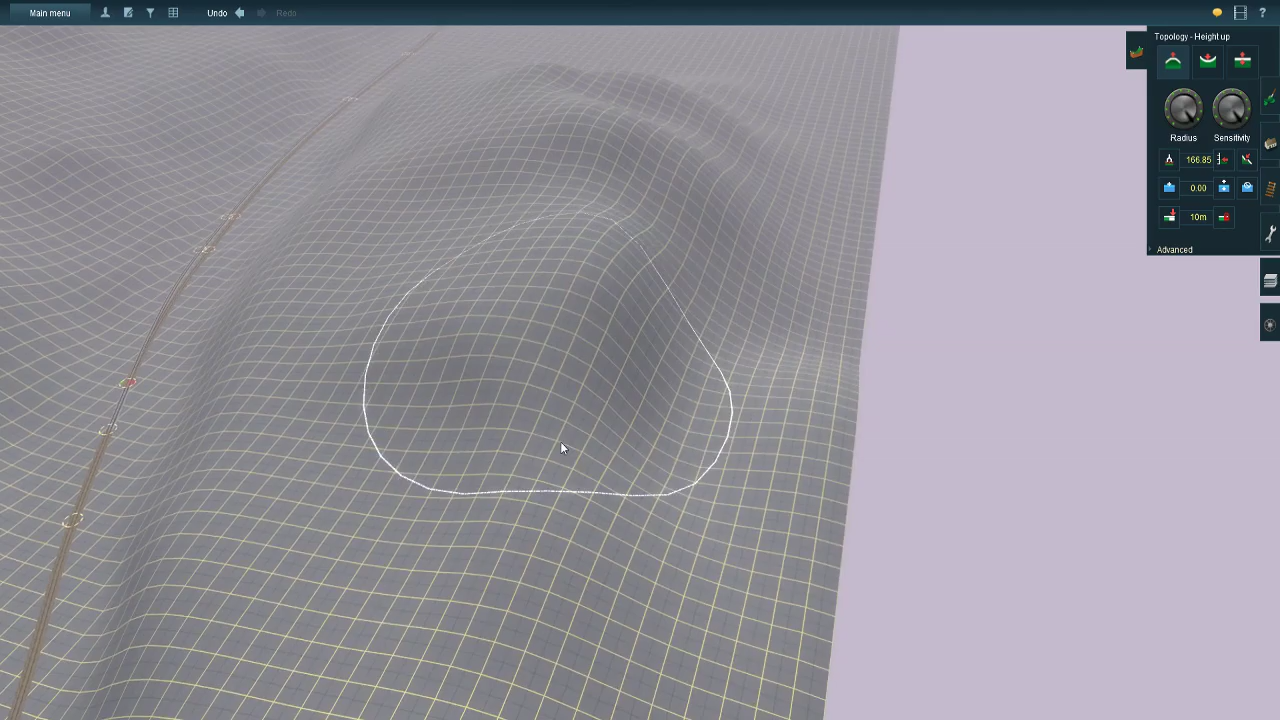 Main menu
Undo
Redo
?
Topology - Height up
Radius Sensitivity
166.85
0.00
10m
Advanced